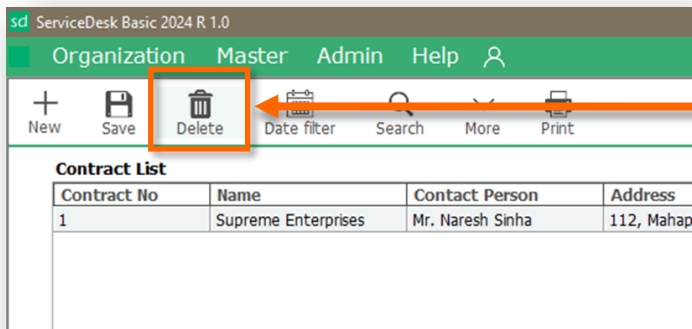 sd ServiceDesk Basic 2024 R 1.0
Organization Master Admin Help
New Save Delete Date filter Search More Print
Contract List
Contract No Name Contact Person Address
1 Supreme Enterprises Mr. Naresh Sinha 112, Mahap